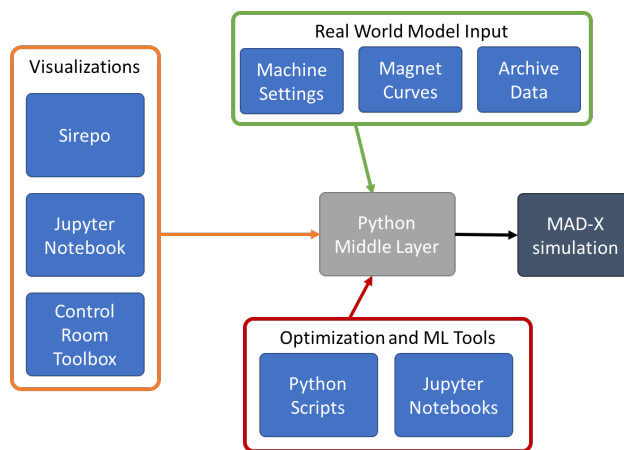 Real World Model Input
Machine
Settings
Magnet
Curves
Archive
Data
Visualizations
Sirepo
Jupyter
Notebook
Control
Room
Toolbox
Python
Middle Layer
MAD-X
simulation
Optimization and ML Tools
Python
Scripts
Jupyter
Notebooks